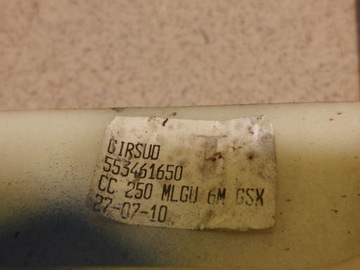 GIRSUD
553461650
CC 250 MLGU 6M GSX
27-07-10